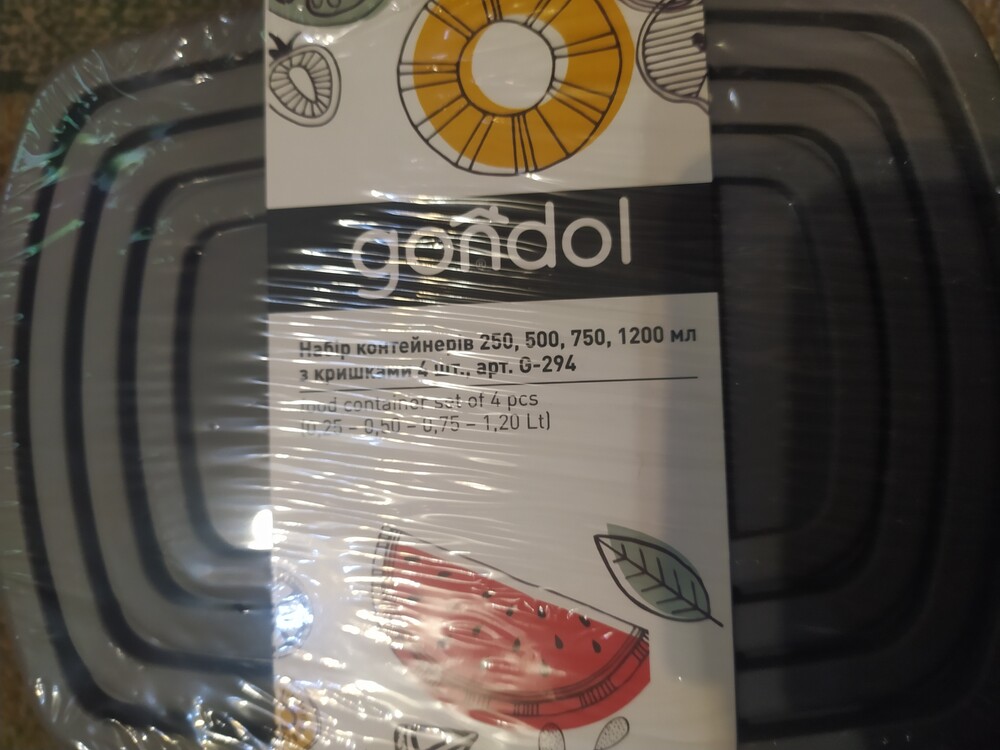 gondol
Набір контейнерів 250, 500, 750, 1200 мл
з кришками 4 шт., арт. G-294
food container set of 4 pcs
(0,25 – 0,50 – 0,75 – 1,20 Lt)